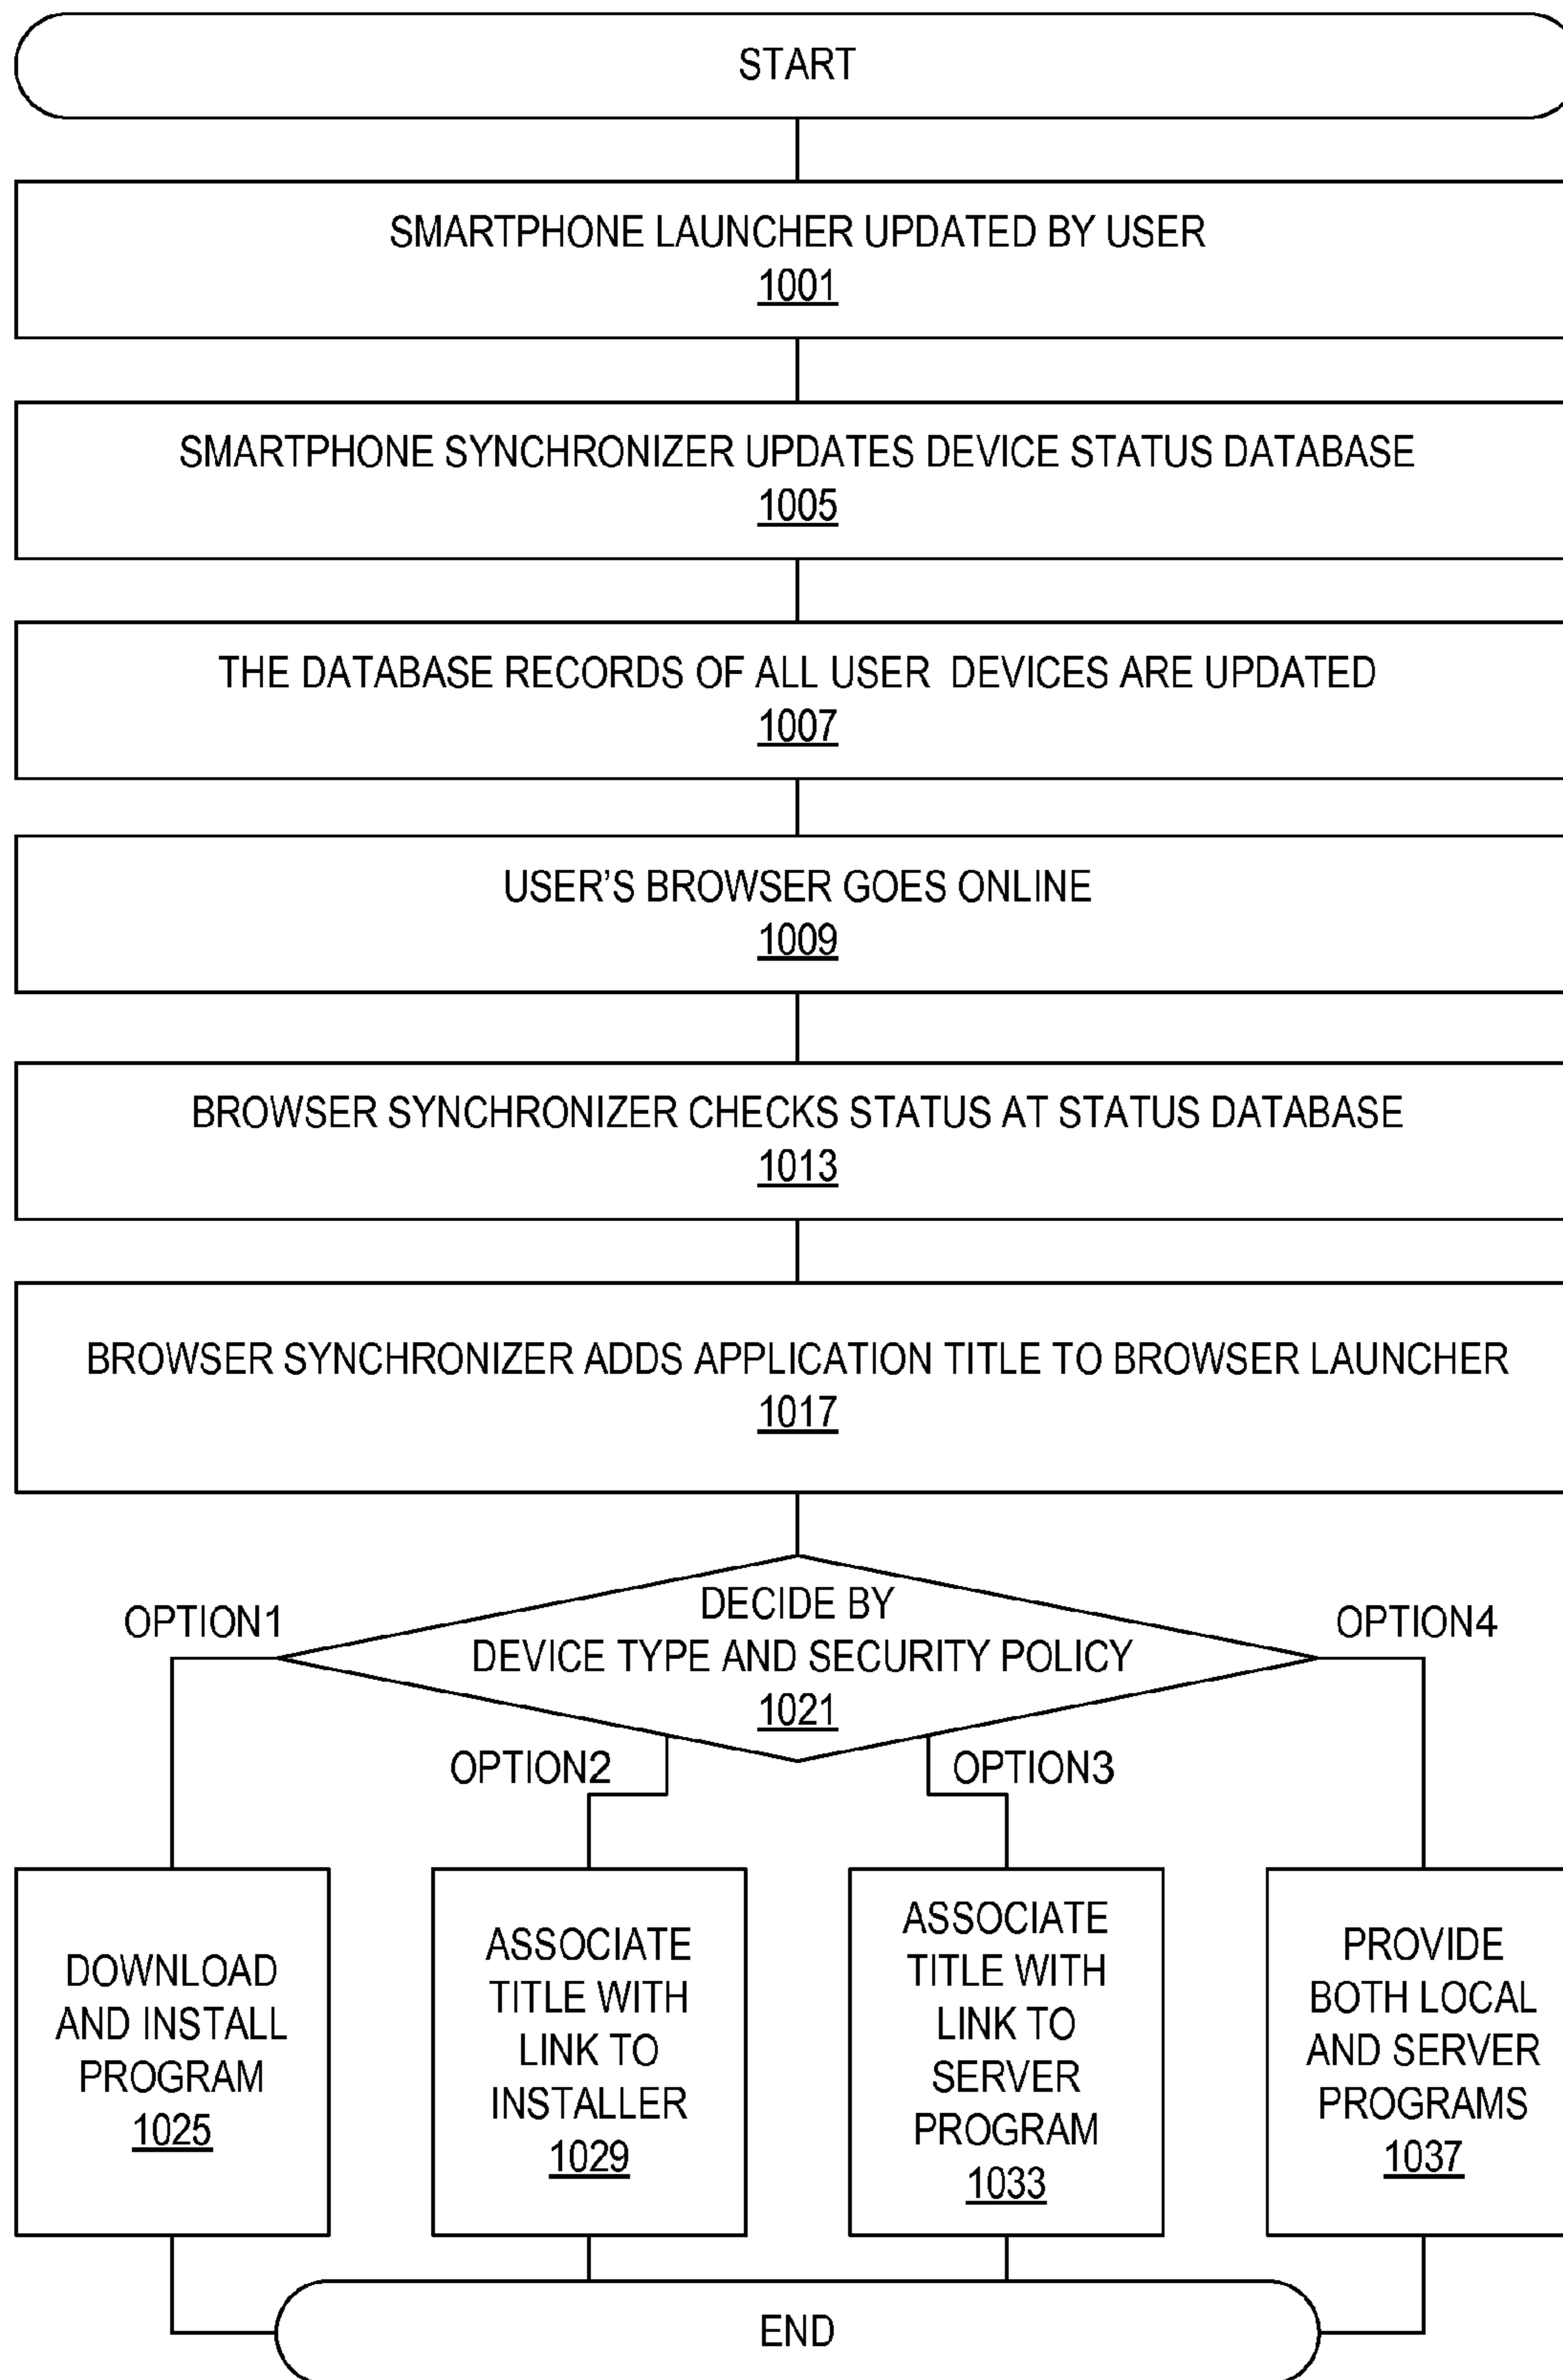 START
SMARTPHONE LAUNCHER UPDATED BY USER
1001
SMARTPHONE SYNCHRONIZER UPDATES DEVICE STATUS DATABASE
1005
THE DATABASE RECORDS OF ALL USER DEVICES ARE UPDATED
1007
USER'S BROWSER GOES ONLINE
1009
BROWSER SYNCHRONIZER CHECKS STATUS AT STATUS DATABASE
1013
BROWSER SYNCHRONIZER ADDS APPLICATION TITLE TO BROWSER LAUNCHER
1017
DECIDE BY
DEVICE TYPE AND SECURITY POLICY
1021
OPTION1
OPTION2
OPTION3
OPTION4
DOWNLOAD
AND INSTALL
PROGRAM
1025
ASSOCIATE
TITLE WITH
LINK TO
INSTALLER
1029
ASSOCIATE
TITLE WITH
LINK TO
SERVER
PROGRAM
1033
PROVIDE
BOTH LOCAL
AND SERVER
PROGRAMS
1037
END